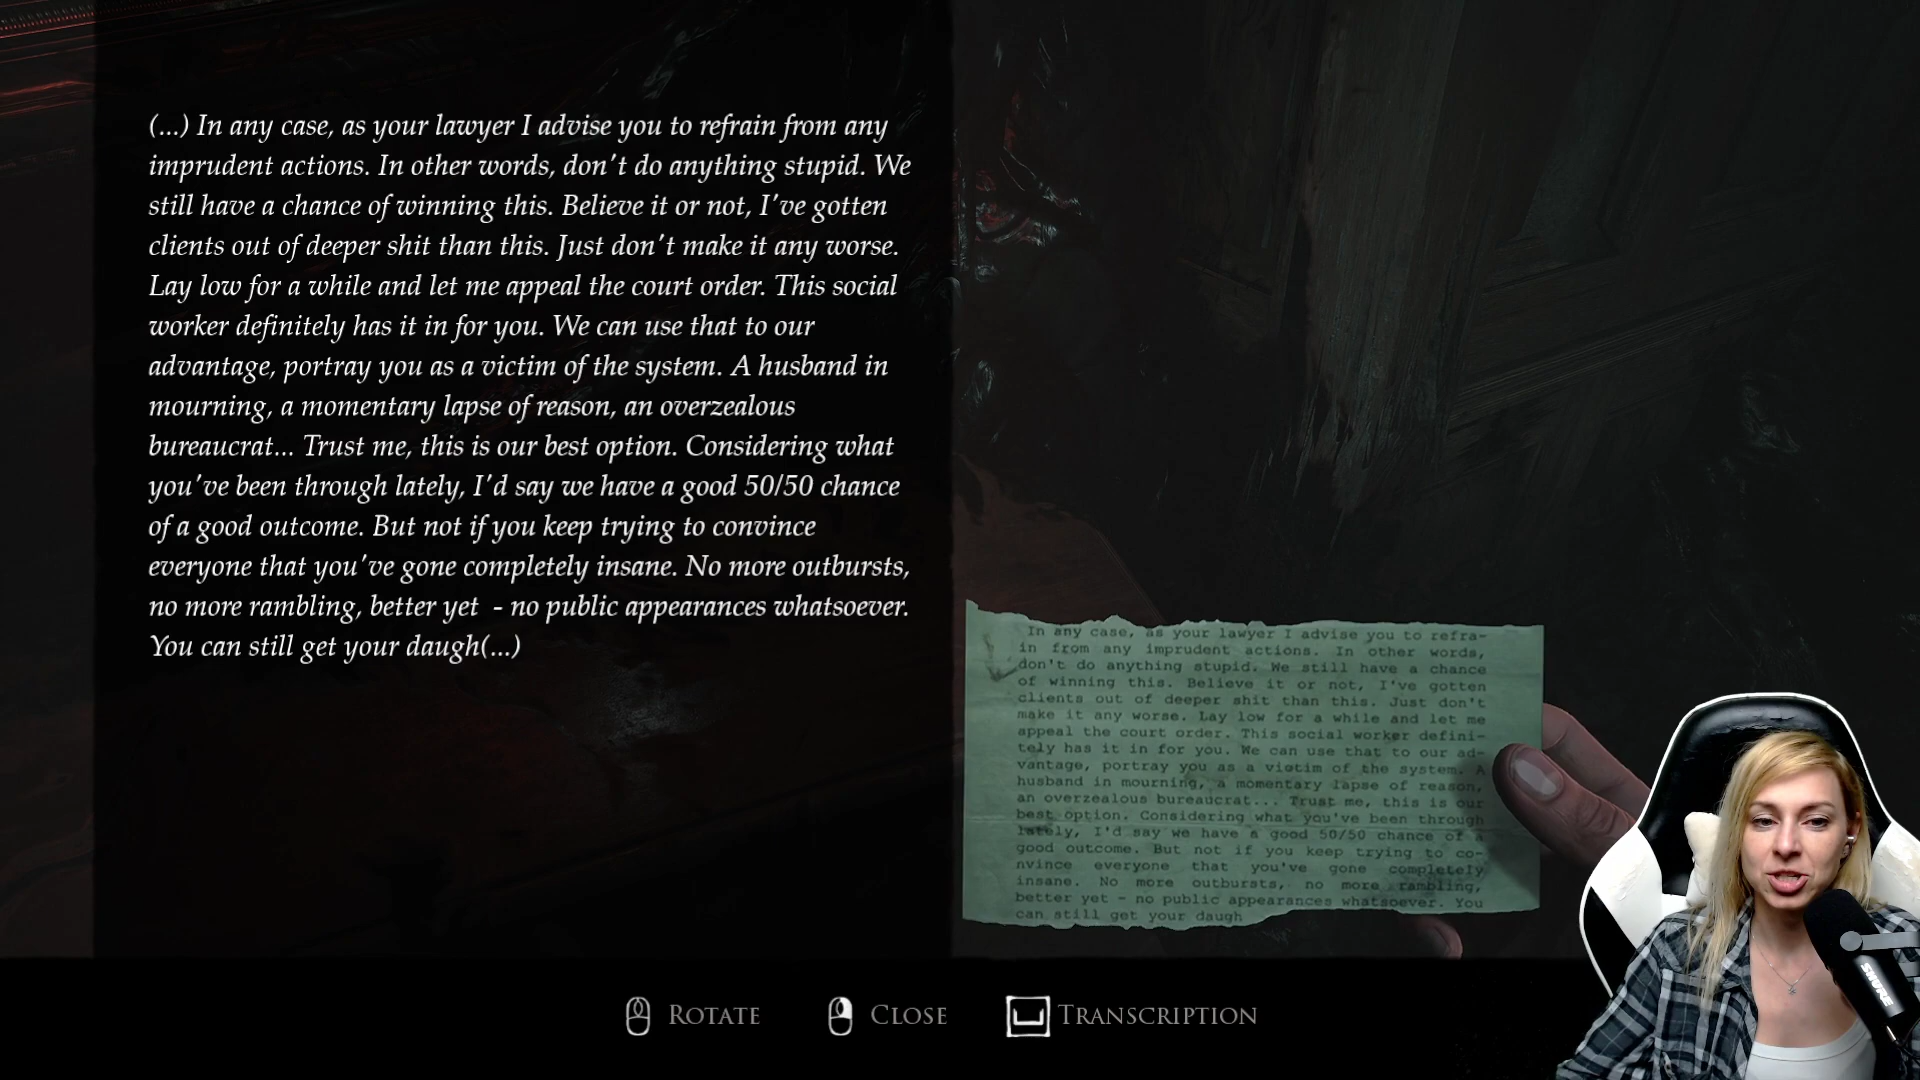 (...) In any case, as your lawyer I advise you to refrain from any
imprudent actions. In other words, don't do anything stupid. We
still have a chance of winning this. Believe it or not, I've gotten
clients out of deeper shit than this. Just don't make it any worse.
Lay low for a while and let me appeal the court order. This social
worker definitely has it in for you. We can use that to our
advantage, portray you as a victim of the system. A husband in
mourning, a momentary lapse of reason, an overzealous
bureaucrat... Trust me, this is our best option. Considering what
you've been through lately, I'd say we have a good 50/50 chance
of a good outcome. But not if you keep trying to convince
everyone that you've gone completely insane. No more outbursts,
no more rambling, better yet - no public appearances whatsoever.
You can still get your daugh(...)
In any case, as your lawyer I advise you to refra-
in from any imprudent actions. In other words,
don't do anything stupid. We still have a chance
of winning this. Believe it or not, I've gotten
clients out of deeper shit than this. Just don't
make it any worse. Lay low for a while and let me
appeal the court order. This social worker defini-
tely has it in for you. We can use that to our ad-
vantage, portray you as a victim of the system. A
husband in mourning, a momentary lapse of reason,
an overzealous bureaucrat... Trust me, this is our
best option. Considering what you've been through
lately, I'd say we have a good 50/50 chance of a
good outcome. But not if you keep trying to co-
nvince everyone that you've gone completely
insane. No more outbursts, no more rambling,
better yet - no public appearances whatsoever. You
can still get your daugh
ROTATE
CLOSE
TRANSCRIPTION
SHURE